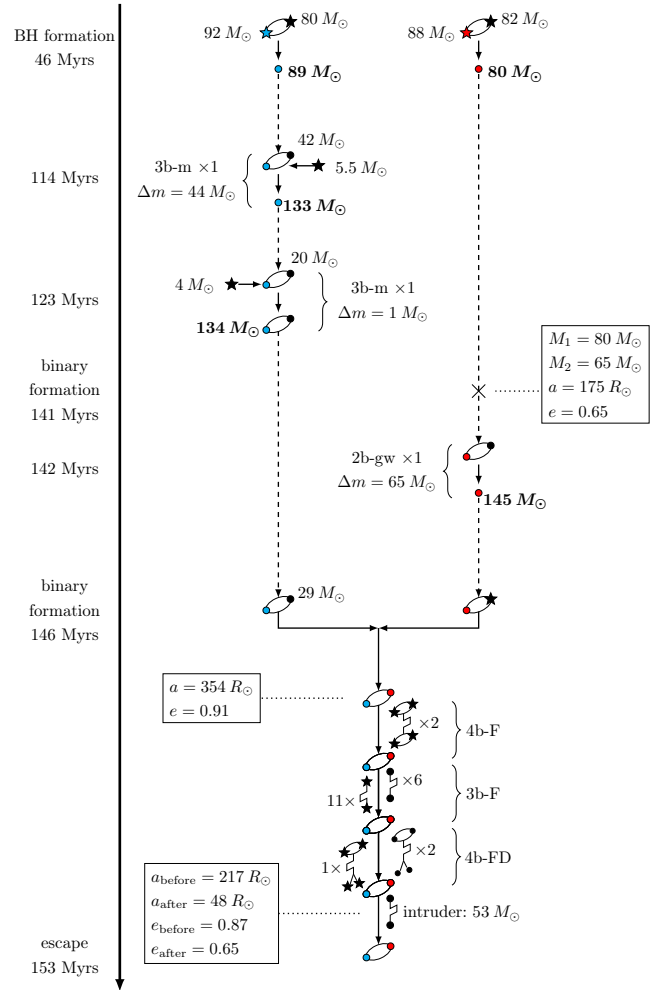 80 M⊙
82 M⊙
92 M⊙
88 M⊙
BH formation
46 Myrs
89 M⊙
80 M⊙
42 M⊙
3b-m ×1
5.5 M⊙
114 Myrs
Δm = 44 M⊙
133 M⊙
20 M⊙
4 M⊙
3b-m ×1
123 Myrs
Δm = 1 M⊙
134 M⊙
M1 = 80 M⊙
M2 = 65 M⊙
a = 175 R⊙
e = 0.65
binary
formation
141 Myrs
2b-gw ×1
142 Myrs
Δm = 65 M⊙
145 M⊙
binary
formation
146 Myrs
29 M⊙
a = 354 R⊙
e = 0.91
×2
4b-F
×6
11×
3b-F
×2
1×
4b-FD
abefore = 217 R⊙
aafter = 48 R⊙
ebefore = 0.87
eafter = 0.65
intruder: 53 M⊙
escape
153 Myrs